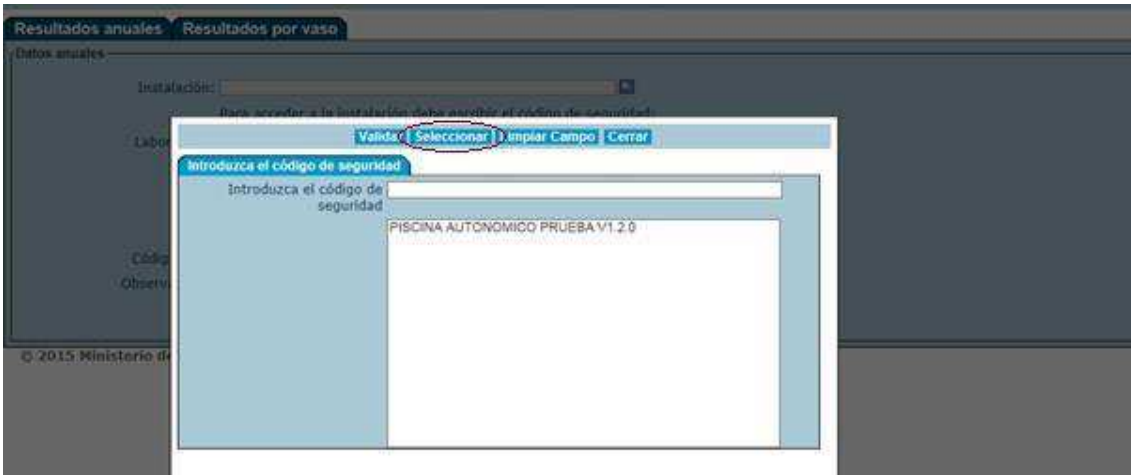 Resultados anuales Resultados por vaso
Datos anuales
Instalación:
Para acceder a la instalación debe escribir el código de seguridad:
Labor
Validar Seleccionar Limpiar Campo Cerrar
Introduzca el código de seguridad
Introduzca el código de
seguridad
PISCINA AUTONOMICO PRUEBA V1.2.0
Códig
Observ
© 2015 Ministerio de